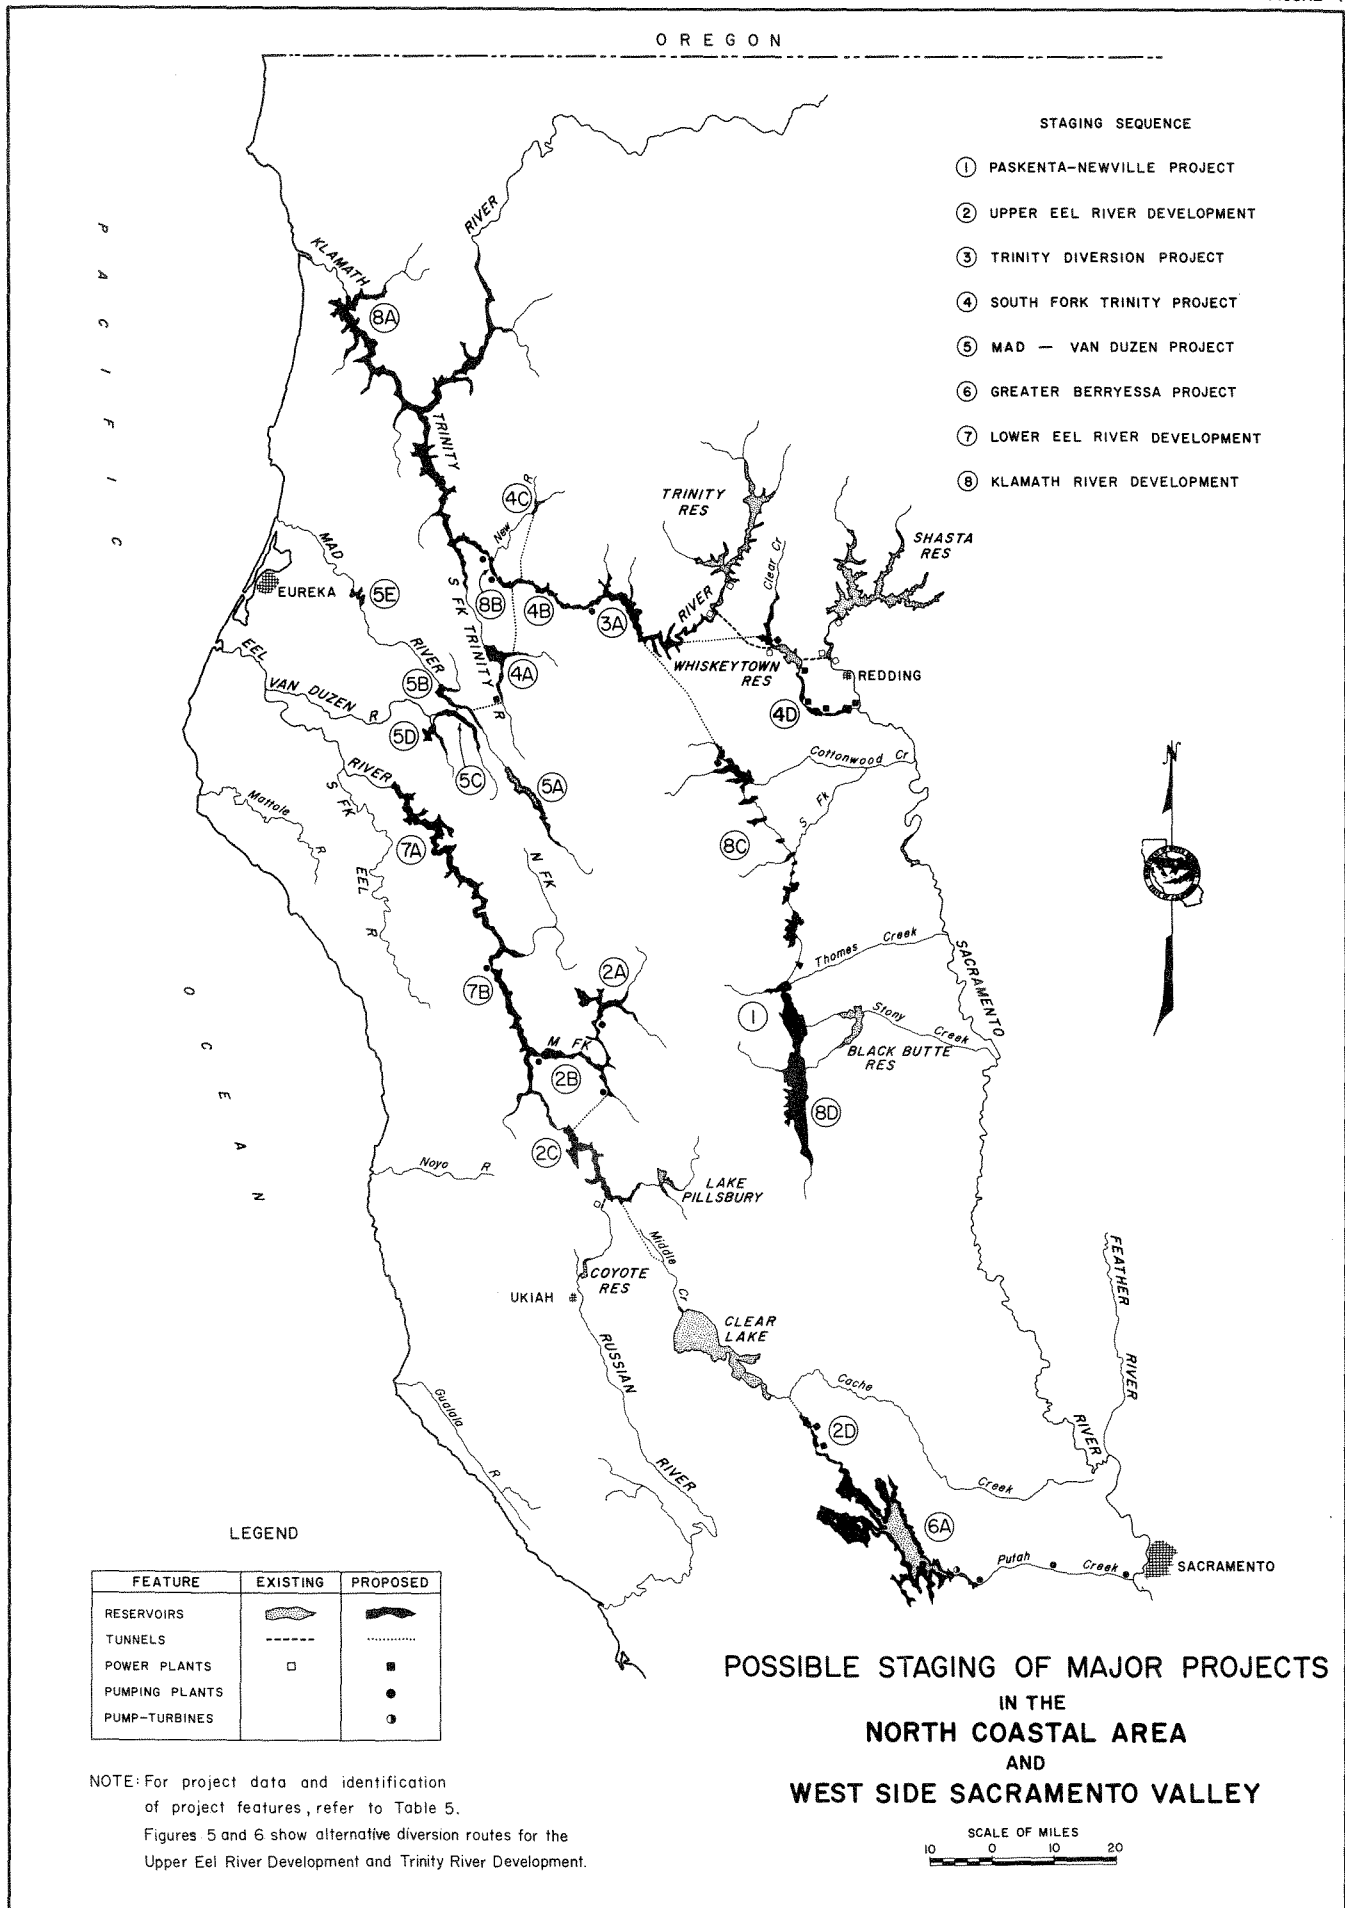 OREGON
STAGING SEQUENCE
1 PASKENTA-NEWVILLE PROJECT
2 UPPER EEL RIVER DEVELOPMENT
3 TRINITY DIVERSION PROJECT
4 SOUTH FORK TRINITY PROJECT
5 MAD — VAN DUZEN PROJECT
6 GREATER BERRYESSA PROJECT
7 LOWER EEL RIVER DEVELOPMENT
8 KLAMATH RIVER DEVELOPMENT
PACIFIC
OCEAN
KLAMATH
RIVER
8A
TRINITY
4C
New R
TRINITY
RES
Clear Cr
SHASTA
RES
MAD
RIVER
EUREKA
5E
S FK TRINITY
R
8B
4B
3A
RIVER
WHISKEYTOWN
RES
REDDING
EEL
VAN DUZEN R
5B
4A
4D
5D
5C
5A
Cottonwood Cr
S Fk
RIVER
S FK
EEL
R
Mattole
R
7A
N FK
8C
Thomes Creek
SACRAMENTO
2A
7B
1
Stony
Creek
BLACK BUTTE
RES
M FK
2B
8D
2C
Noyo R
LAKE
PILLSBURY
Middle
Cr
COYOTE
RES
UKIAH
RUSSIAN
RIVER
CLEAR
LAKE
FEATHER
RIVER
Gualala
R
Cache
Creek
RIVER
2D
6A
Putah Creek
SACRAMENTO
LEGEND
FEATURE EXISTING PROPOSED
RESERVOIRS
TUNNELS
POWER PLANTS
PUMPING PLANTS
PUMP-TURBINES
NOTE: For project data and identification
of project features, refer to Table 5.
Figures 5 and 6 show alternative diversion routes for the
Upper Eel River Development and Trinity River Development.
N
POSSIBLE STAGING OF MAJOR PROJECTS
IN THE
NORTH COASTAL AREA
AND
WEST SIDE SACRAMENTO VALLEY
SCALE OF MILES
10 0 10 20